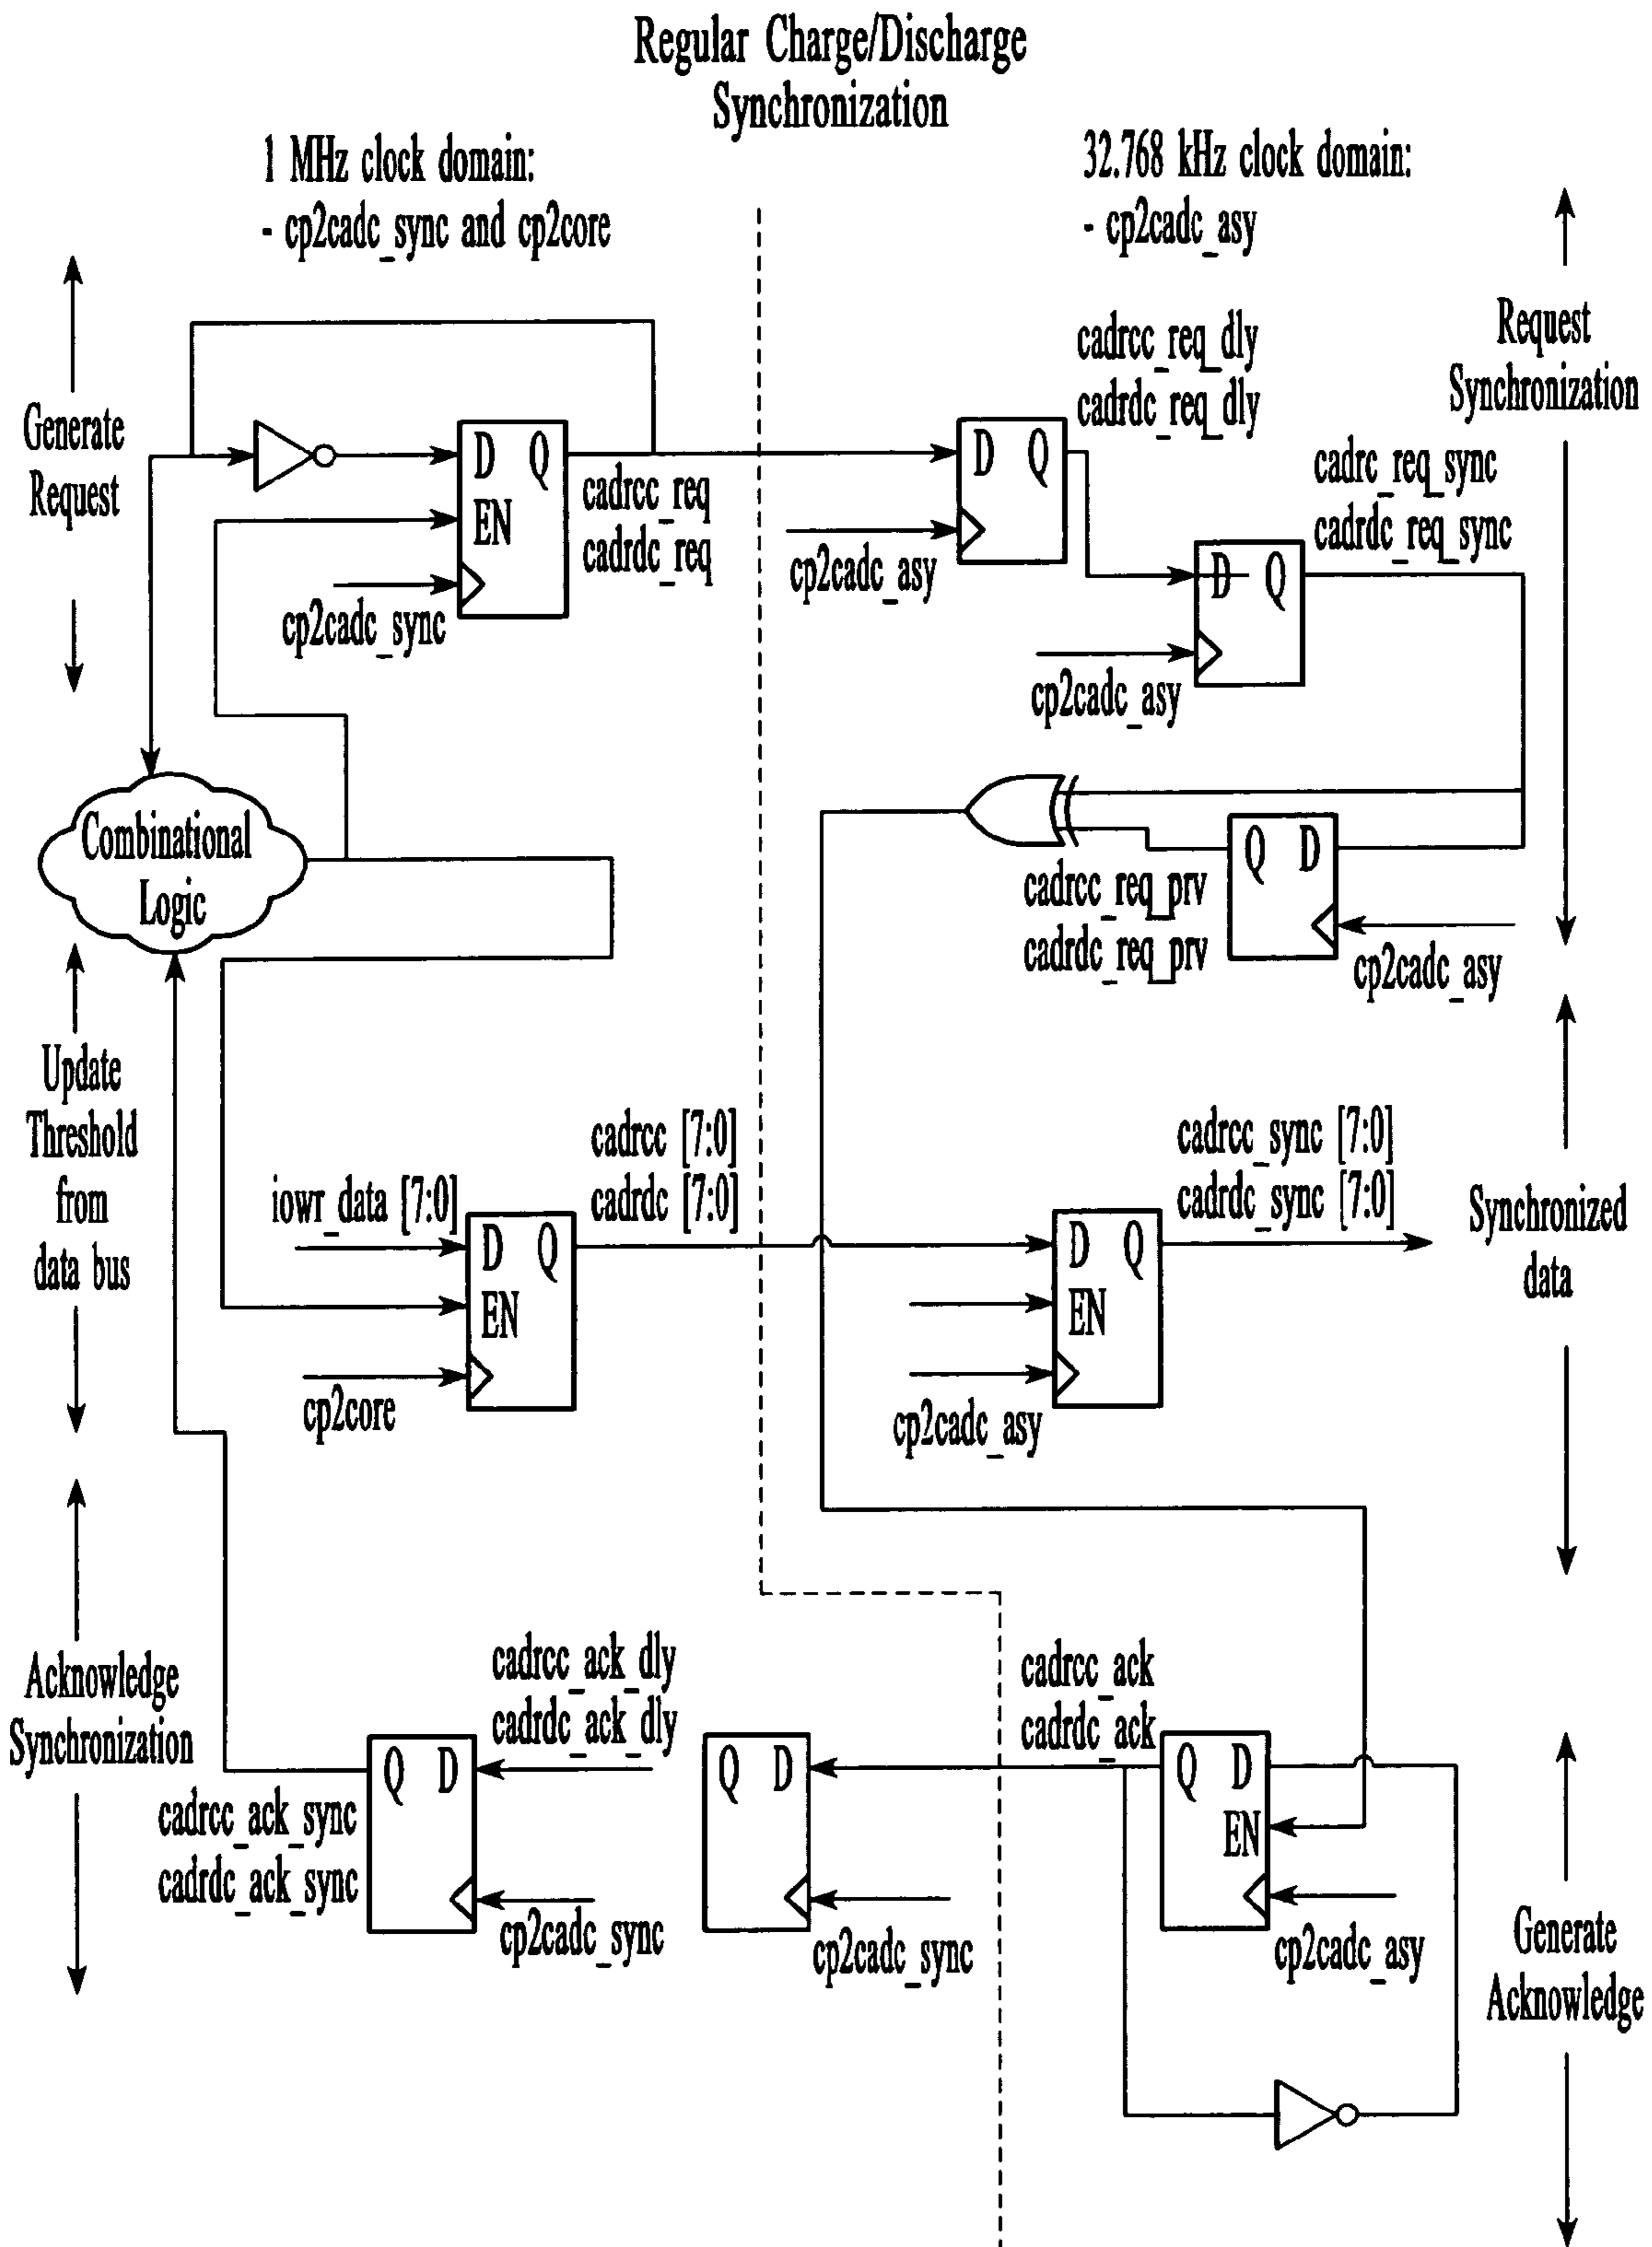 Regular Charge/Discharge
Synchronization
1 MHz clock domain:
- cp2cadc_sync and cp2core
32.768 kHz clock domain:
- cp2cadc_asy
Generate
Request
D Q
EN
cp2cadc_sync
cadrcc_req
cadrdc_req
cadrcc_req_dly
cadrdc_req_dly
D Q
cp2cadc_asy
cadrc_req_sync
cadrdc_req_sync
D Q
cp2cadc_asy
Request
Synchronization
Combinational
Logic
Q D
cadrcc_req_prv
cadrdc_req_prv
cp2cadc_asy
Update
Threshold
from
data bus
iowr_data [7:0]
cadrcc [7:0]
cadrdc [7:0]
D Q
EN
cp2core
cadrcc_sync [7:0]
cadrdc_sync [7:0]
D Q
EN
cp2cadc_asy
Synchronized
data
Acknowledge
Synchronization
cadrcc_ack_dly
cadrdc_ack_dly
Q D
cadrcc_ack_sync
cadrdc_ack_sync
cp2cadc_sync
Q D
cp2cadc_sync
cadrcc_ack
cadrdc_ack
Q D
EN
cp2cadc_asy
Generate
Acknowledge